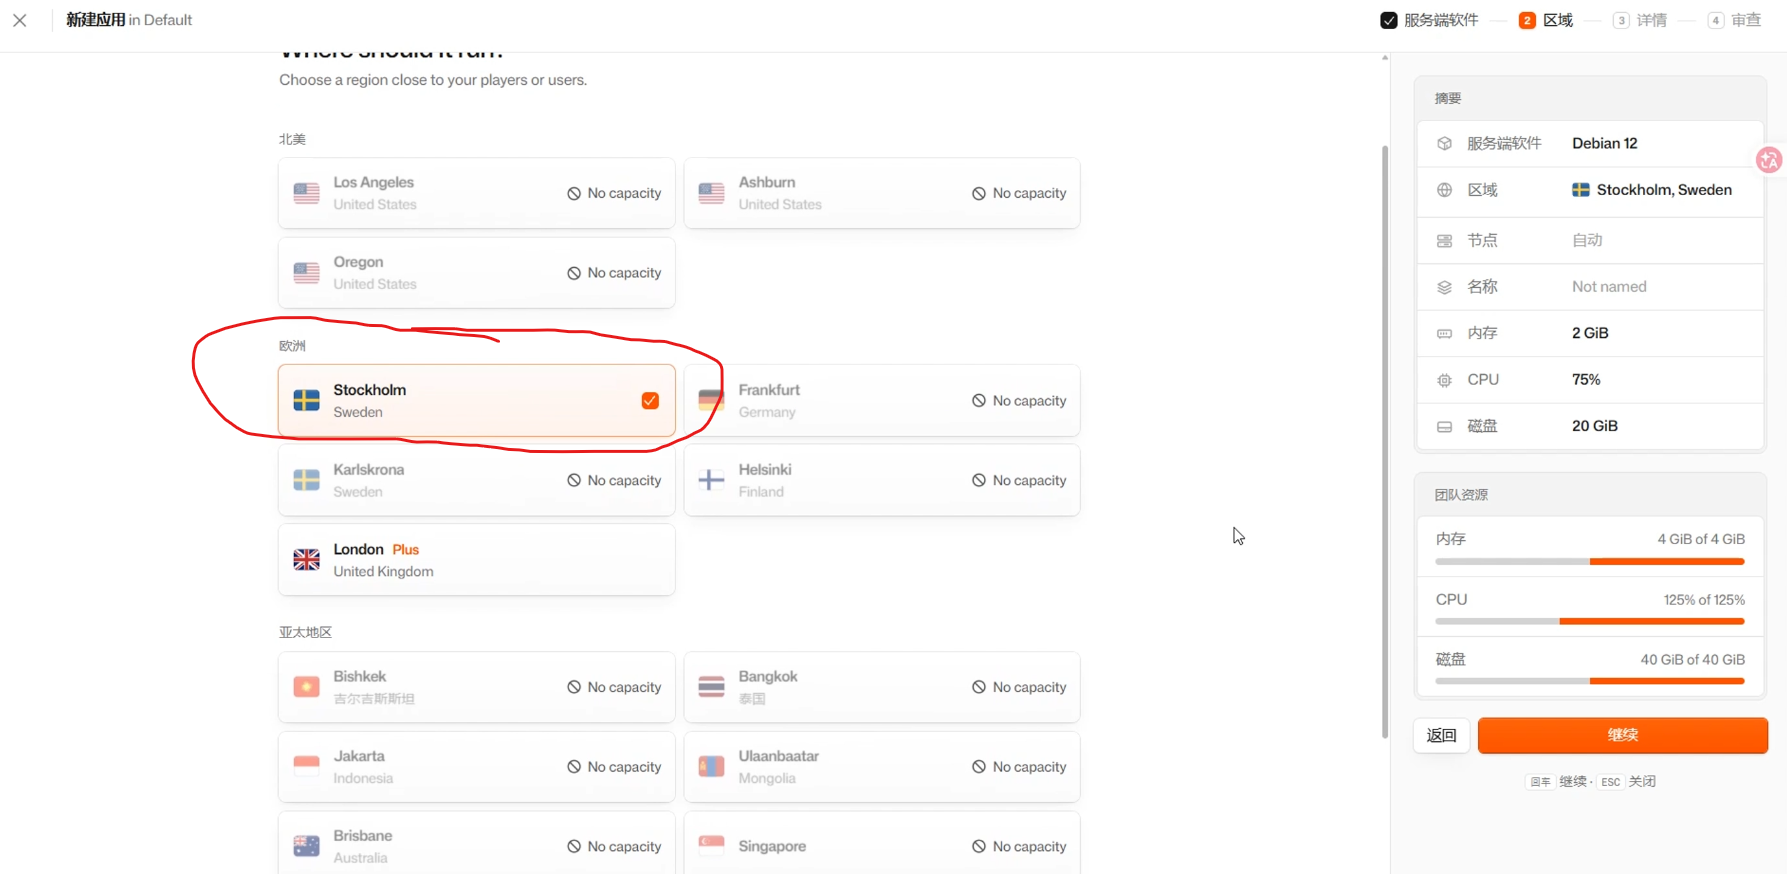 新建应用 in Default
服务端软件
2 区域
3 详情
4 审查
Where should it run?
Choose a region close to your players or users.
北美
Los Angeles
United States
No capacity
Ashburn
United States
No capacity
Oregon
United States
No capacity
欧洲
Stockholm
Sweden
Frankfurt
Germany
No capacity
Karlskrona
Sweden
No capacity
Helsinki
Finland
No capacity
London Plus
United Kingdom
亚太地区
Bishkek
吉尔吉斯斯坦
No capacity
Bangkok
泰国
No capacity
Jakarta
Indonesia
No capacity
Ulaanbaatar
Mongolia
No capacity
Brisbane
Australia
No capacity
Singapore
No capacity
摘要
服务端软件 Debian 12
区域 Stockholm, Sweden
节点 自动
名称 Not named
内存 2 GiB
CPU 75%
磁盘 20 GiB
团队资源
内存 4 GiB of 4 GiB
CPU 125% of 125%
磁盘 40 GiB of 40 GiB
返回
继续
回车 继续 · ESC 关闭